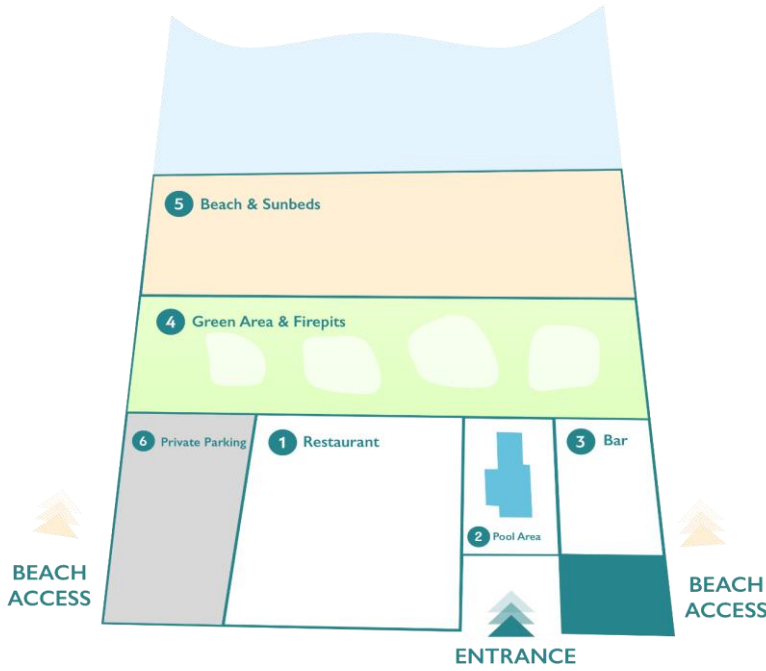 5 Beach & Sunbeds
4 Green Area & Firepits
6 Private Parking
1 Restaurant
3 Bar
2 Pool Area
BEACH
ACCESS
BEACH
ACCESS
ENTRANCE